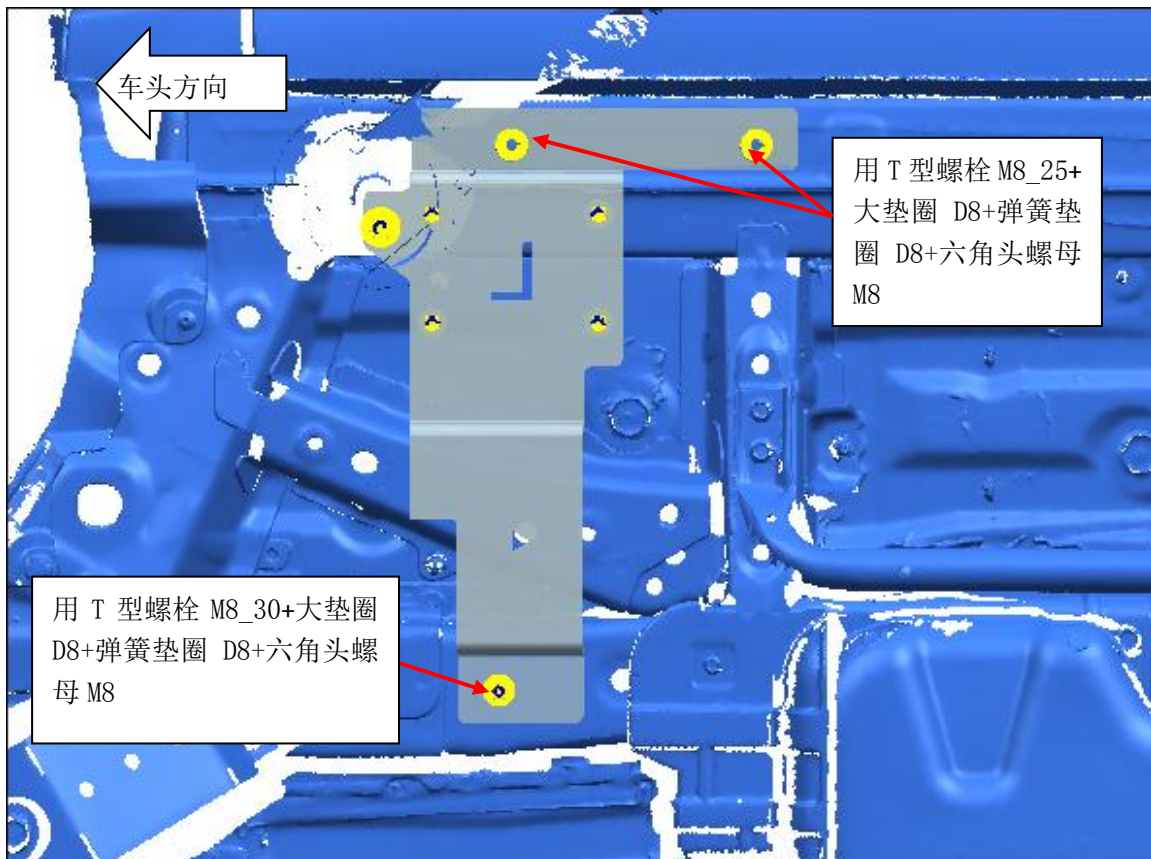 车头方向
用 T 型螺栓 M8_25+
大垫圈 D8+弹簧垫
圈 D8+六角头螺母
M8
用 T 型螺栓 M8_30+大垫圈
D8+弹簧垫圈 D8+六角头螺
母 M8